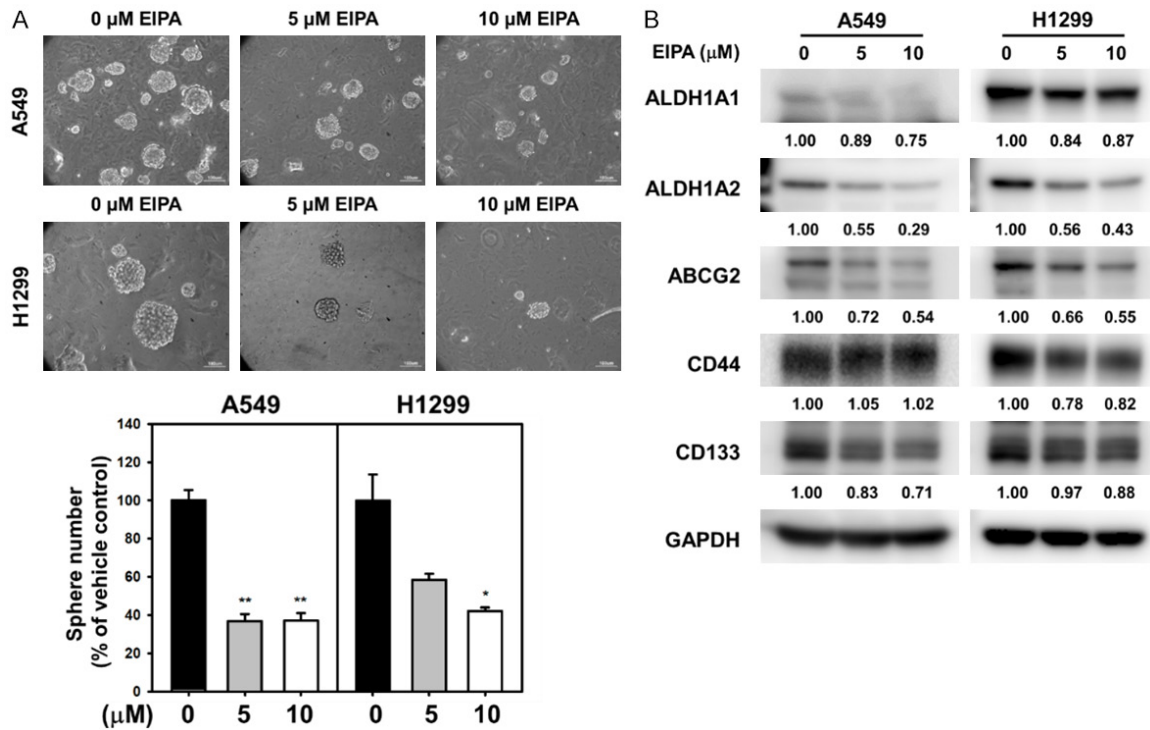 A
0 μM EIPA 5 μM EIPA 10 μM EIPA
A549
0 μM EIPA 5 μM EIPA 10 μM EIPA
H1299
A549 H1299
Sphere number
(% of vehicle control)
140
120
100
80
60
40
20
0
** ** *
(μM) 0 5 10 0 5 10
B
A549 H1299
EIPA (μM) 0 5 10 0 5 10
ALDH1A1
1.00 0.89 0.75 1.00 0.84 0.87
ALDH1A2
1.00 0.55 0.29 1.00 0.56 0.43
ABCG2
1.00 0.72 0.54 1.00 0.66 0.55
CD44
1.00 1.05 1.02 1.00 0.78 0.82
CD133
1.00 0.83 0.71 1.00 0.97 0.88
GAPDH